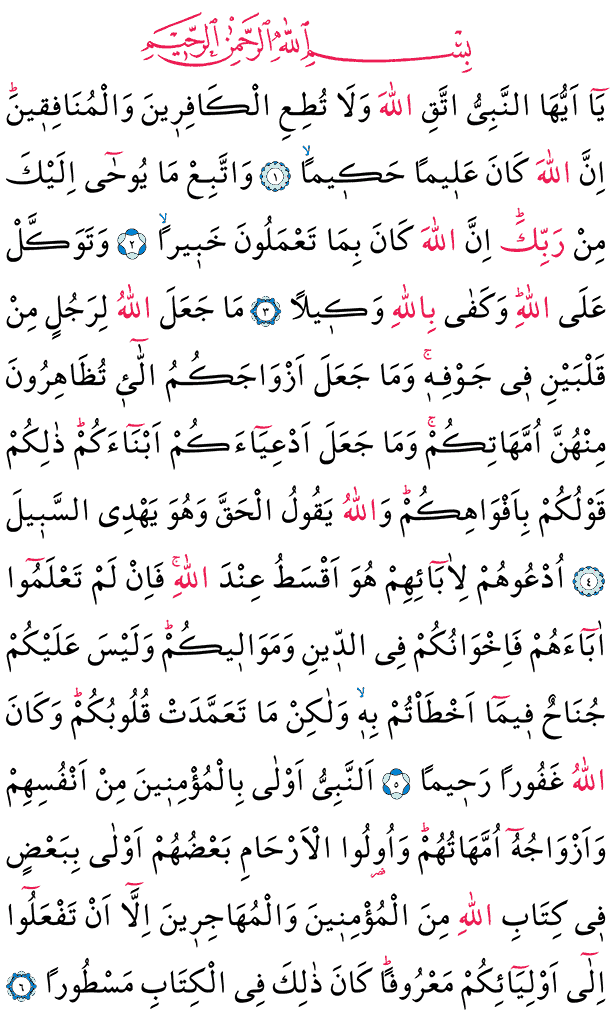 بِسْمِ اللّٰهِ الرَّحْمٰنِ الرَّحٖيمِ
يَٓا اَيُّهَا النَّبِيُّ اتَّقِ اللّٰهَ وَلَا تُطِعِ الْكَافِرٖينَ وَالْمُنَافِقٖينَۜ
اِنَّ اللّٰهَ كَانَ عَلٖيماً حَكٖيماًۙ ﴿١﴾ وَاتَّبِعْ مَا يُوحٰٓى اِلَيْكَ
مِنْ رَبِّكَۜ اِنَّ اللّٰهَ كَانَ بِمَا تَعْمَلُونَ خَبٖيراًۙ ﴿٢﴾ وَتَوَكَّلْ
عَلَى اللّٰهِۜ وَكَفٰى بِاللّٰهِ وَكٖيلاً ﴿٣﴾ مَا جَعَلَ اللّٰهُ لِرَجُلٍ مِنْ
قَلْبَيْنِ فٖي جَوْفِهٖۚ وَمَا جَعَلَ اَزْوَاجَكُمُ الّٰٓـٖٔي تُظَاهِرُونَ
مِنْهُنَّ اُمَّهَاتِكُمْۚ وَمَا جَعَلَ اَدْعِيَٓاءَكُمْ اَبْنَٓاءَكُمْۜ ذٰلِكُمْ
قَوْلُكُمْ بِاَفْوَاهِكُمْۜ وَاللّٰهُ يَقُولُ الْحَقَّ وَهُوَ يَهْدِي السَّبٖيلَ
﴿٤﴾ اُدْعُوهُمْ لِاٰبَٓائِهِمْ هُوَ اَقْسَطُ عِنْدَ اللّٰهِۚ فَاِنْ لَمْ تَعْلَمُٓوا
اٰبَٓاءَهُمْ فَاِخْوَانُكُمْ فِي الدّٖينِ وَمَوَالٖيكُمْۜ وَلَيْسَ عَلَيْكُمْ
جُنَاحٌ فٖيمَٓا اَخْطَأْتُمْ بِهٖۙ وَلٰكِنْ مَا تَعَمَّدَتْ قُلُوبُكُمْۜ وَكَانَ
اللّٰهُ غَفُوراً رَحٖيماً ﴿٥﴾ اَلنَّبِيُّ اَوْلٰى بِالْمُؤْمِنٖينَ مِنْ اَنْفُسِهِمْ
وَاَزْوَاجُهُٓ اُمَّهَاتُهُمْۜ وَاُو۬لُوا الْاَرْحَامِ بَعْضُهُمْ اَوْلٰى بِبَعْضٍ
فٖي كِتَابِ اللّٰهِ مِنَ الْمُؤْمِنٖينَ وَالْمُهَاجِرٖينَ اِلَّٓا اَنْ تَفْعَلُٓوا
اِلٰٓى اَوْلِيَٓائِكُمْ مَعْرُوفاًۜ كَانَ ذٰلِكَ فِي الْكِتَابِ مَسْطُوراً ﴿٦﴾